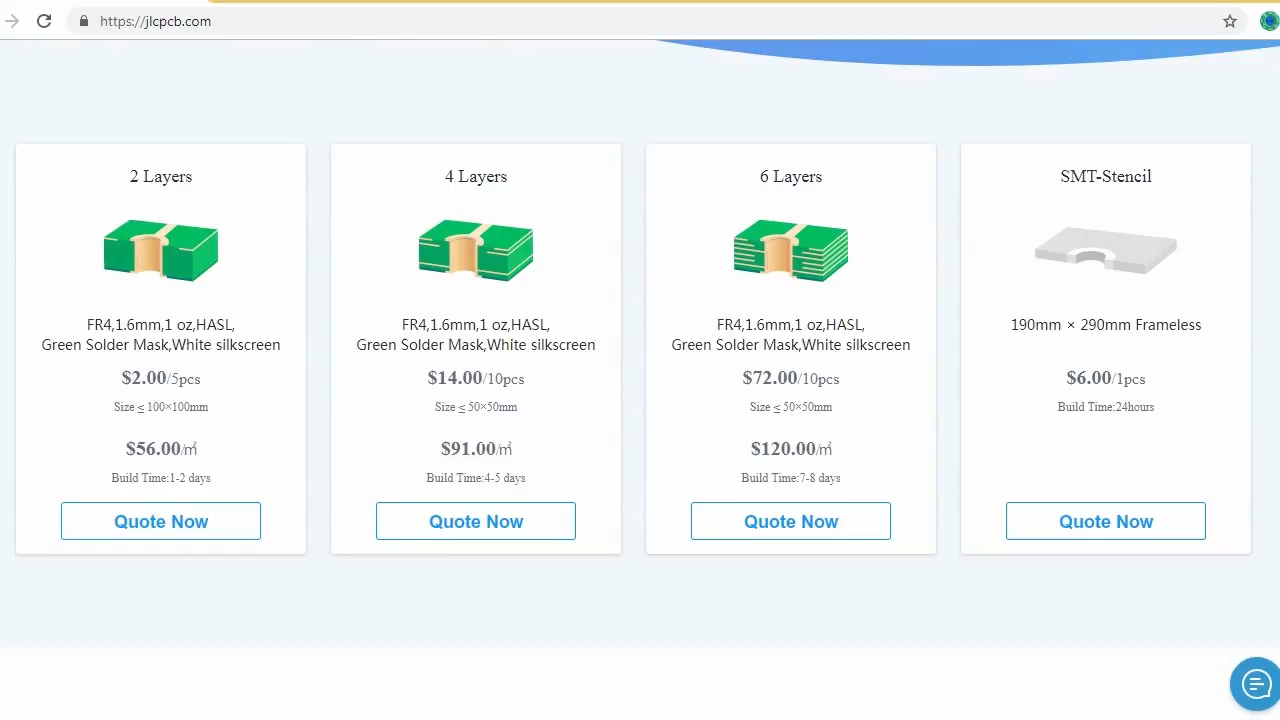 https://jlcpcb.com
2 Layers
FR4,1.6mm,1 oz,HASL,
Green Solder Mask,White silkscreen
$2.00/5pcs
Size ≤ 100×100mm
$56.00/㎡
Build Time:1-2 days
Quote Now
4 Layers
FR4,1.6mm,1 oz,HASL,
Green Solder Mask,White silkscreen
$14.00/10pcs
Size ≤ 50×50mm
$91.00/㎡
Build Time:4-5 days
Quote Now
6 Layers
FR4,1.6mm,1 oz,HASL,
Green Solder Mask,White silkscreen
$72.00/10pcs
Size ≤ 50×50mm
$120.00/㎡
Build Time:7-8 days
Quote Now
SMT-Stencil
190mm × 290mm Frameless
$6.00/1pcs
Build Time:24hours
Quote Now